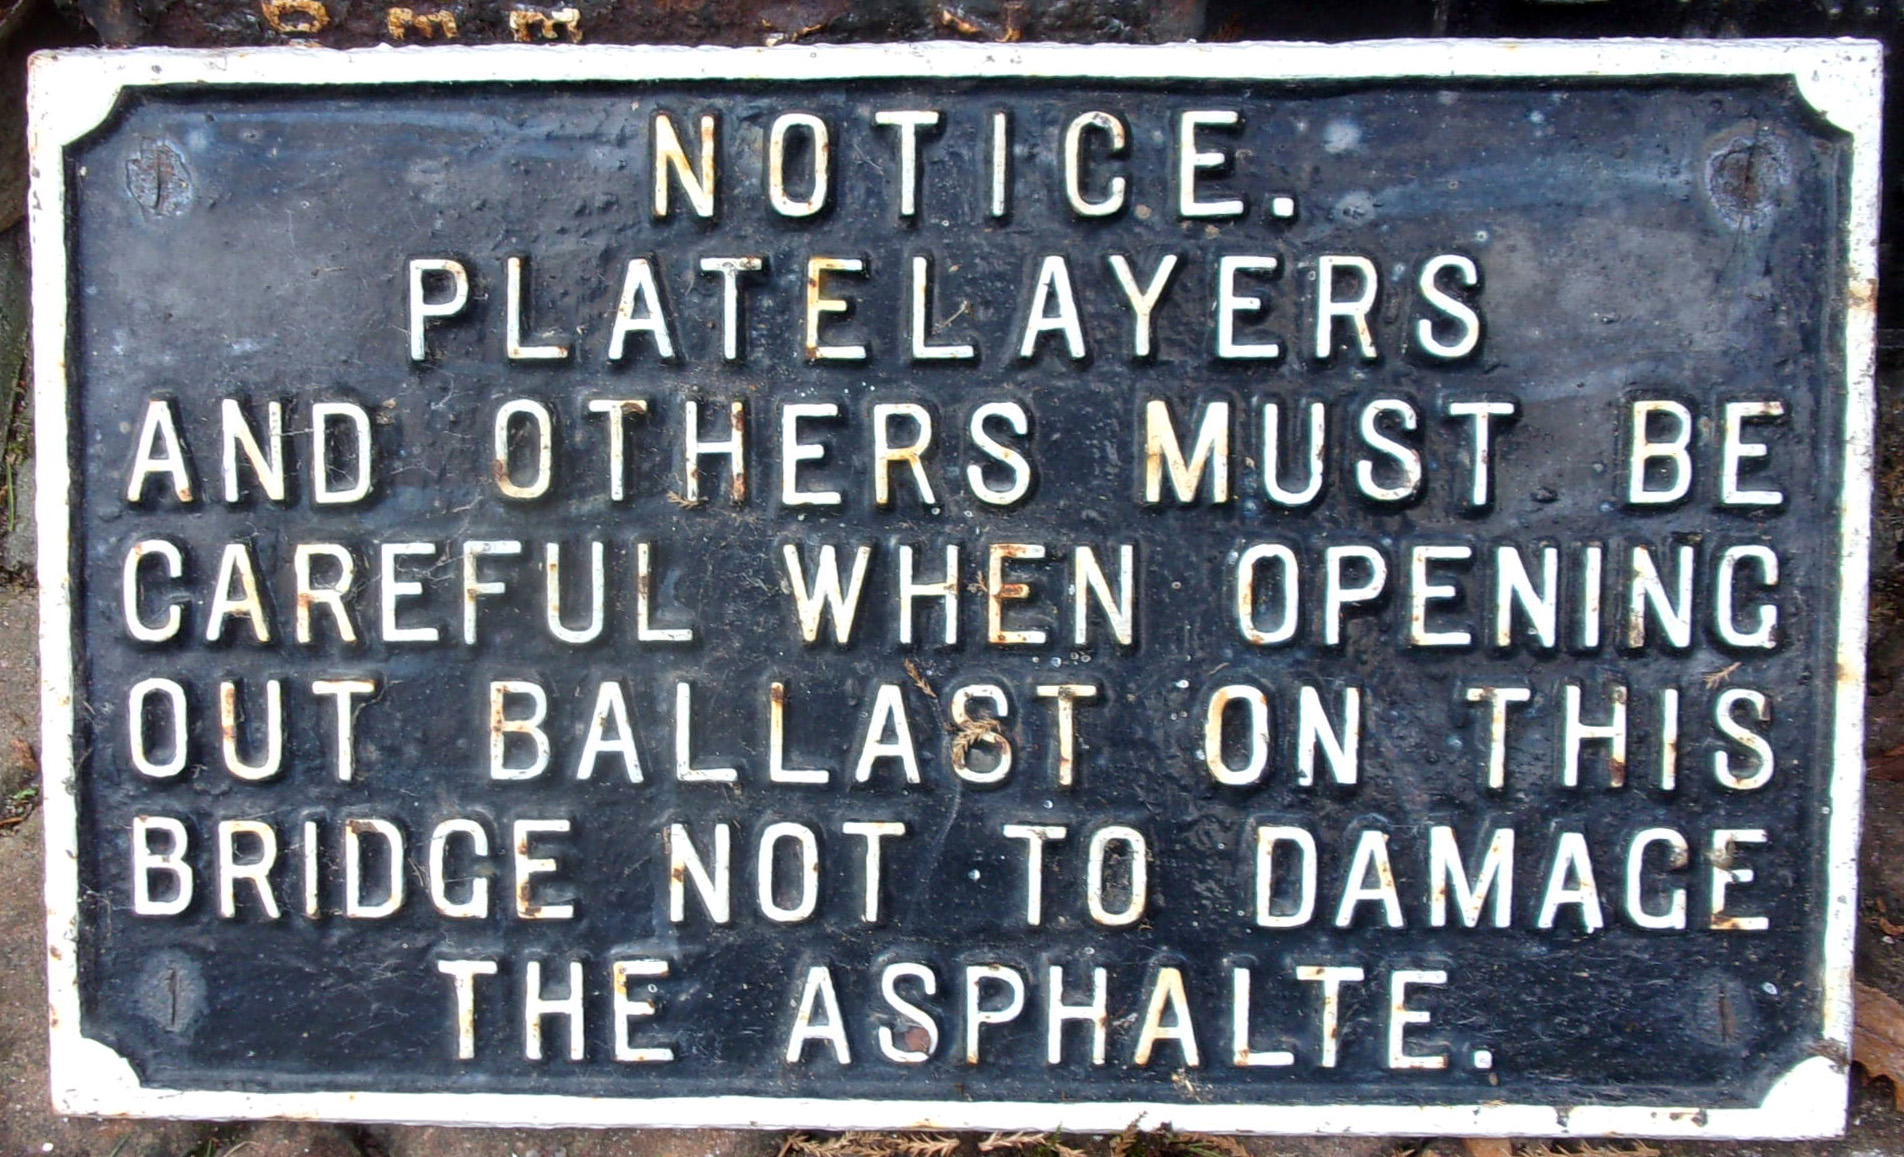 NOTICE.
PLATELAYERS
AND OTHERS MUST BE
CAREFUL WHEN OPENING
OUT BALLAST ON THIS
BRIDGE NOT TO DAMAGE
THE ASPHALTE.